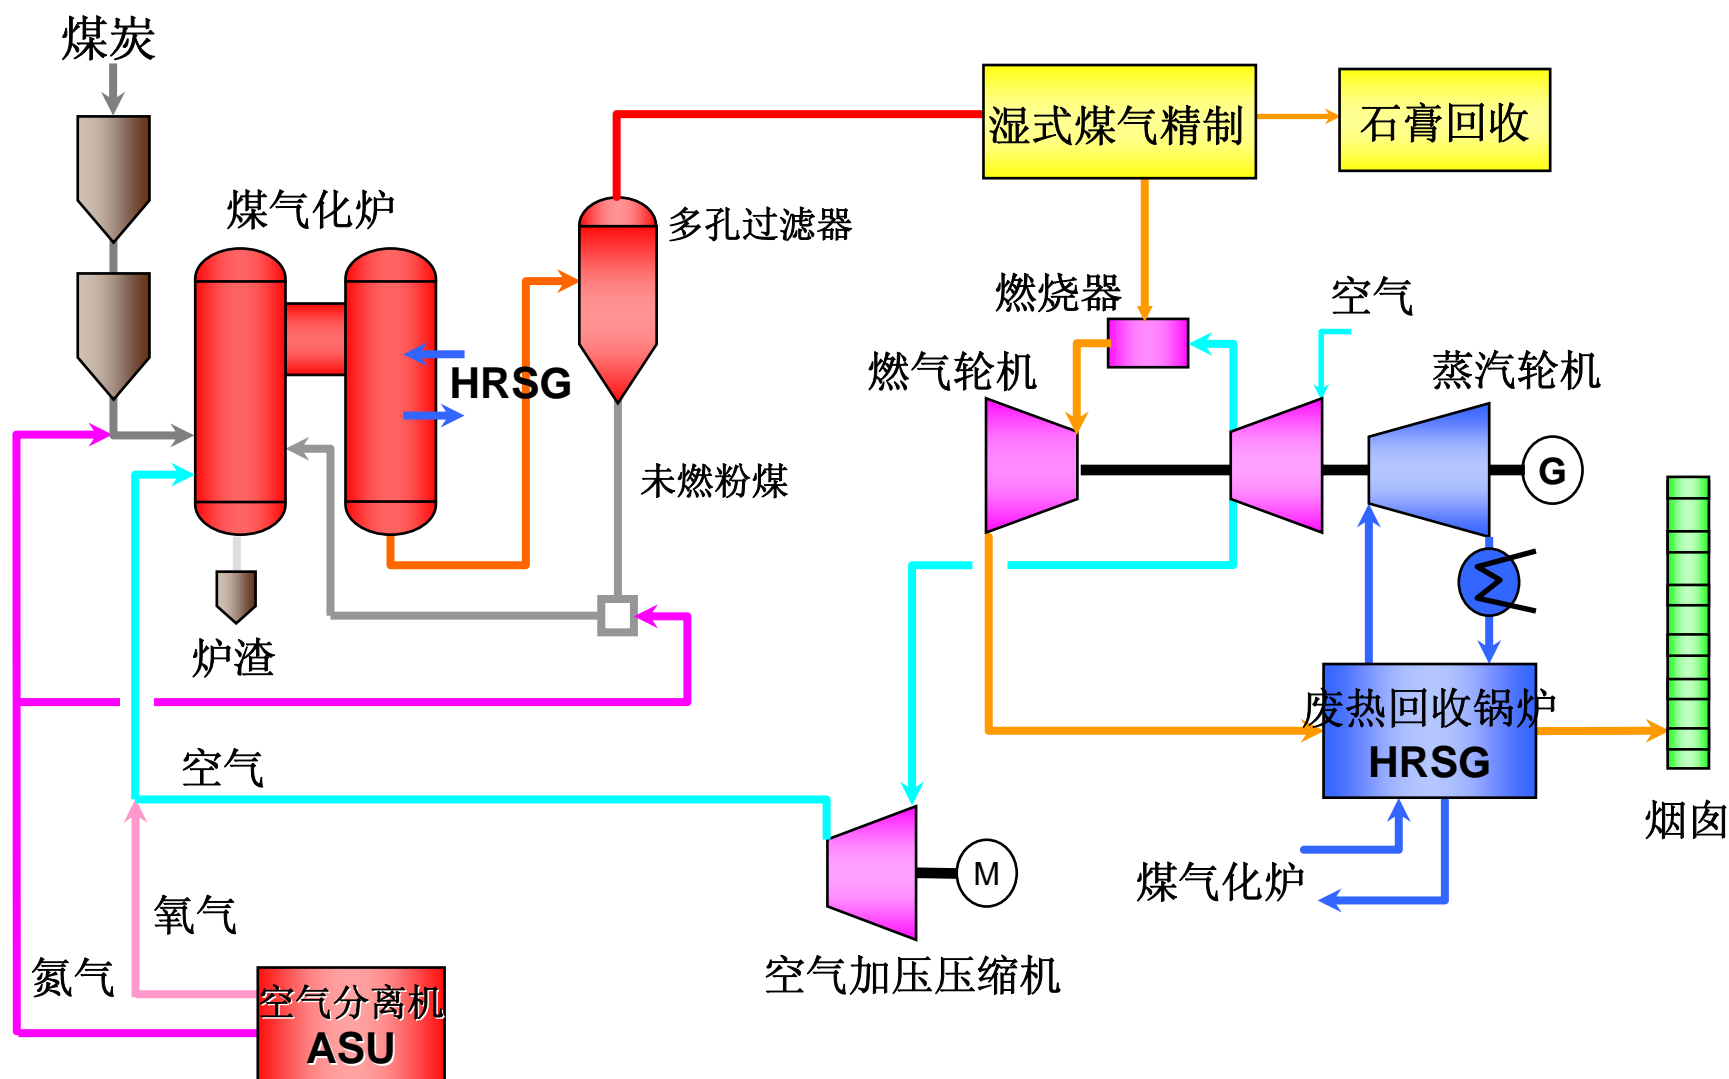 煤炭
湿式煤气精制
石膏回收
煤气化炉
多孔过滤器
燃烧器
空气
燃气轮机
蒸汽轮机
HRSG
未燃粉煤
G
炉渣
废热回收锅炉
HRSG
空气
烟囱
M
煤气化炉
氧气
氮气
空气加压压缩机
空气分离机
ASU